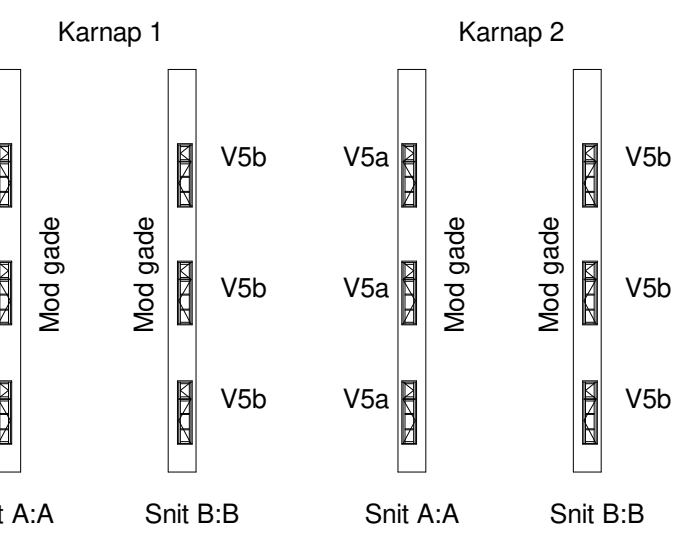 Karnap 1 Karnap 2
V5b V5a V5b
Mod gade Mod gade Mod gade Mod gade
V5b V5a V5b
V5b V5a V5b
t A:A Snit B:B Snit A:A Snit B:B